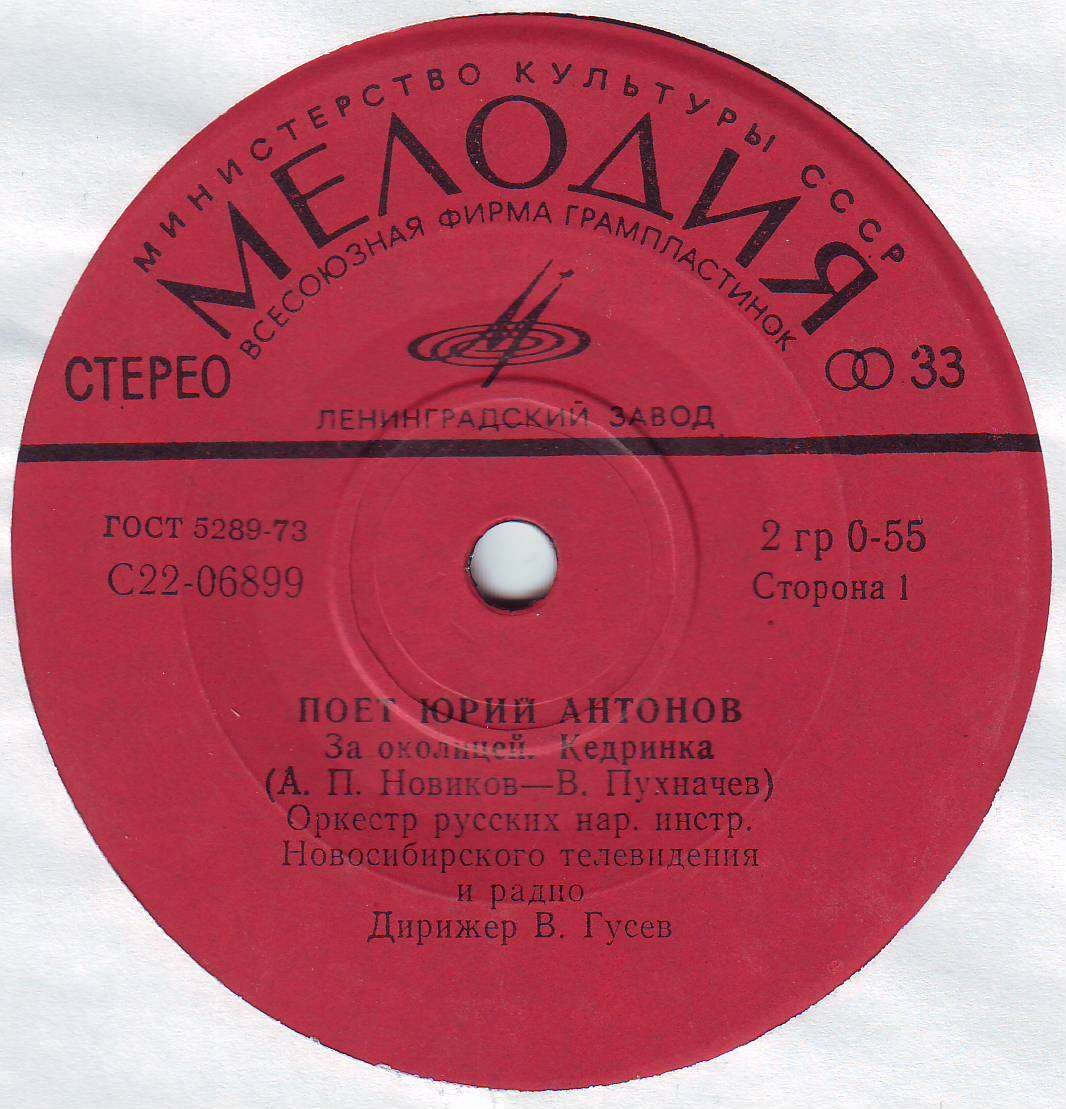 МИНИСТЕРСТВО КУЛЬТУРЫ СССР
МЕЛОДИЯ
ВСЕСОЮЗНАЯ ФИРМА ГРАМПЛАСТИНОК
СТЕРЕО
33
ЛЕНИНГРАДСКИЙ ЗАВОД
ГОСТ 5289-73
2 гр 0-55
С22-06899
Сторона 1
ПОЕТ ЮРИЙ АНТОНОВ
За околицей. Кедринка
(А. П. Новиков—В. Пухначев)
Оркестр русских нар. инстр.
Новосибирского телевидения
и радио
Дирижер В. Гусев